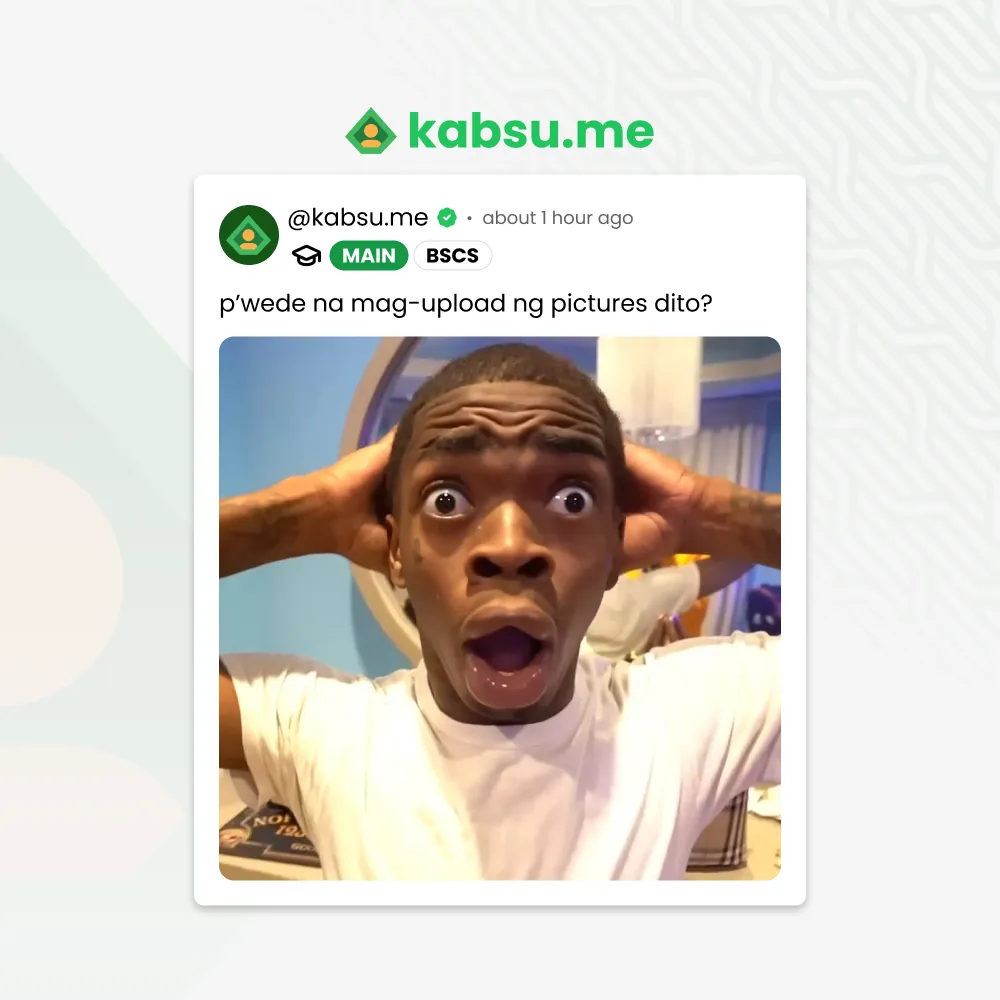 kabsu.me
@kabsu.me • about 1 hour ago
MAIN BSCS
p’wede na mag-upload ng pictures dito?